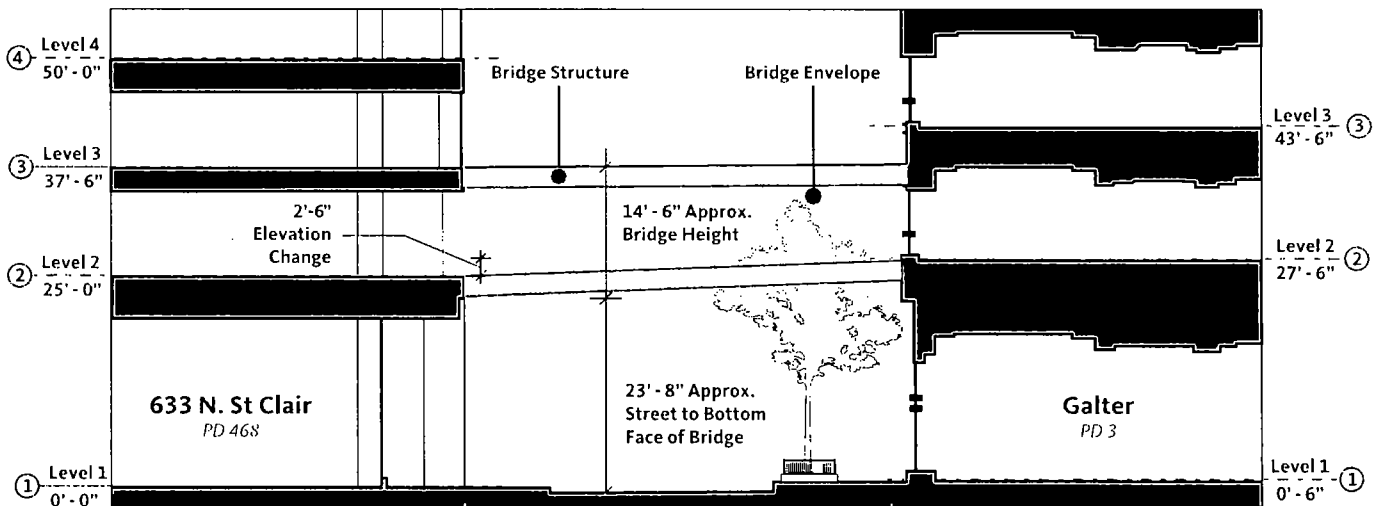 Level 4
④
50' - 0"
Bridge Structure
Bridge Envelope
Level 3
③
43' - 6"
Level 3
③
37' - 6"
2'-6"
Elevation
Change
14' - 6" Approx.
Bridge Height
Level 2
②
25' - 0"
Level 2
②
27' - 6"
23' - 8" Approx.
Street to Bottom
Face of Bridge
633 N. St Clair
PD 468
Galter
PD 3
Level 1
①
0' - 0"
Level 1
①
0' - 6"